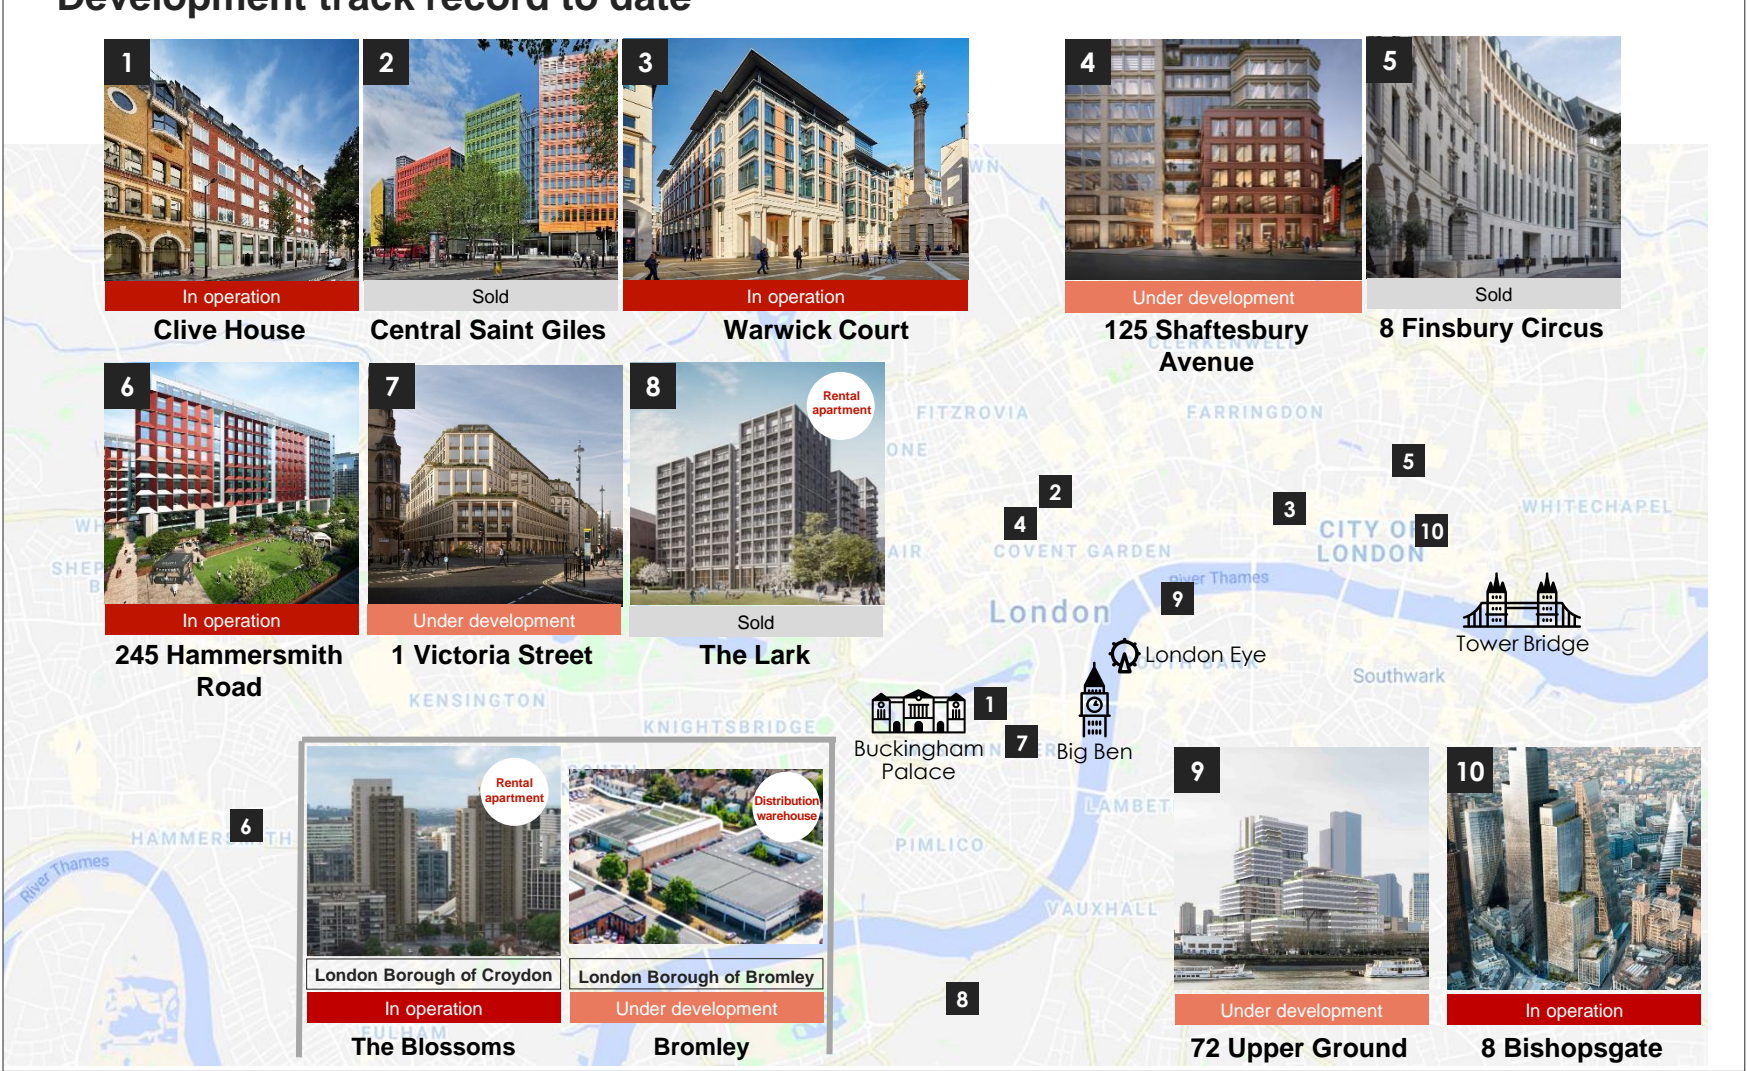 Development track record to date
1
2
3
4
5
In operation
Sold
In operation
Under development
Sold
Clive House
Central Saint Giles
Warwick Court
125 Shaftesbury
Avenue
8 Finsbury Circus
6
7
8
Rental
apartment
In operation
Under development
Sold
245 Hammersmith
Road
1 Victoria Street
The Lark
CLERKENWELL
FITZROVIA
FARRINGDON
ONE
5
2
4
3
CITY OF
LONDON
10
WHITECHAPEL
AIR
COVENT GARDEN
River Thames
9
London
Tower Bridge
London Eye
Southwark
KENSINGTON
KNIGHTSBRIDGE
1
Buckingham
Palace
7
Big Ben
LAMBET
PIMLICO
VAUXHALL
6
HAMMERSMITH
River Thames
8
FULHAM
Rental
apartment
Distribution
warehouse
London Borough of Croydon
London Borough of Bromley
In operation
Under development
The Blossoms
Bromley
9
10
Under development
In operation
72 Upper Ground
8 Bishopsgate